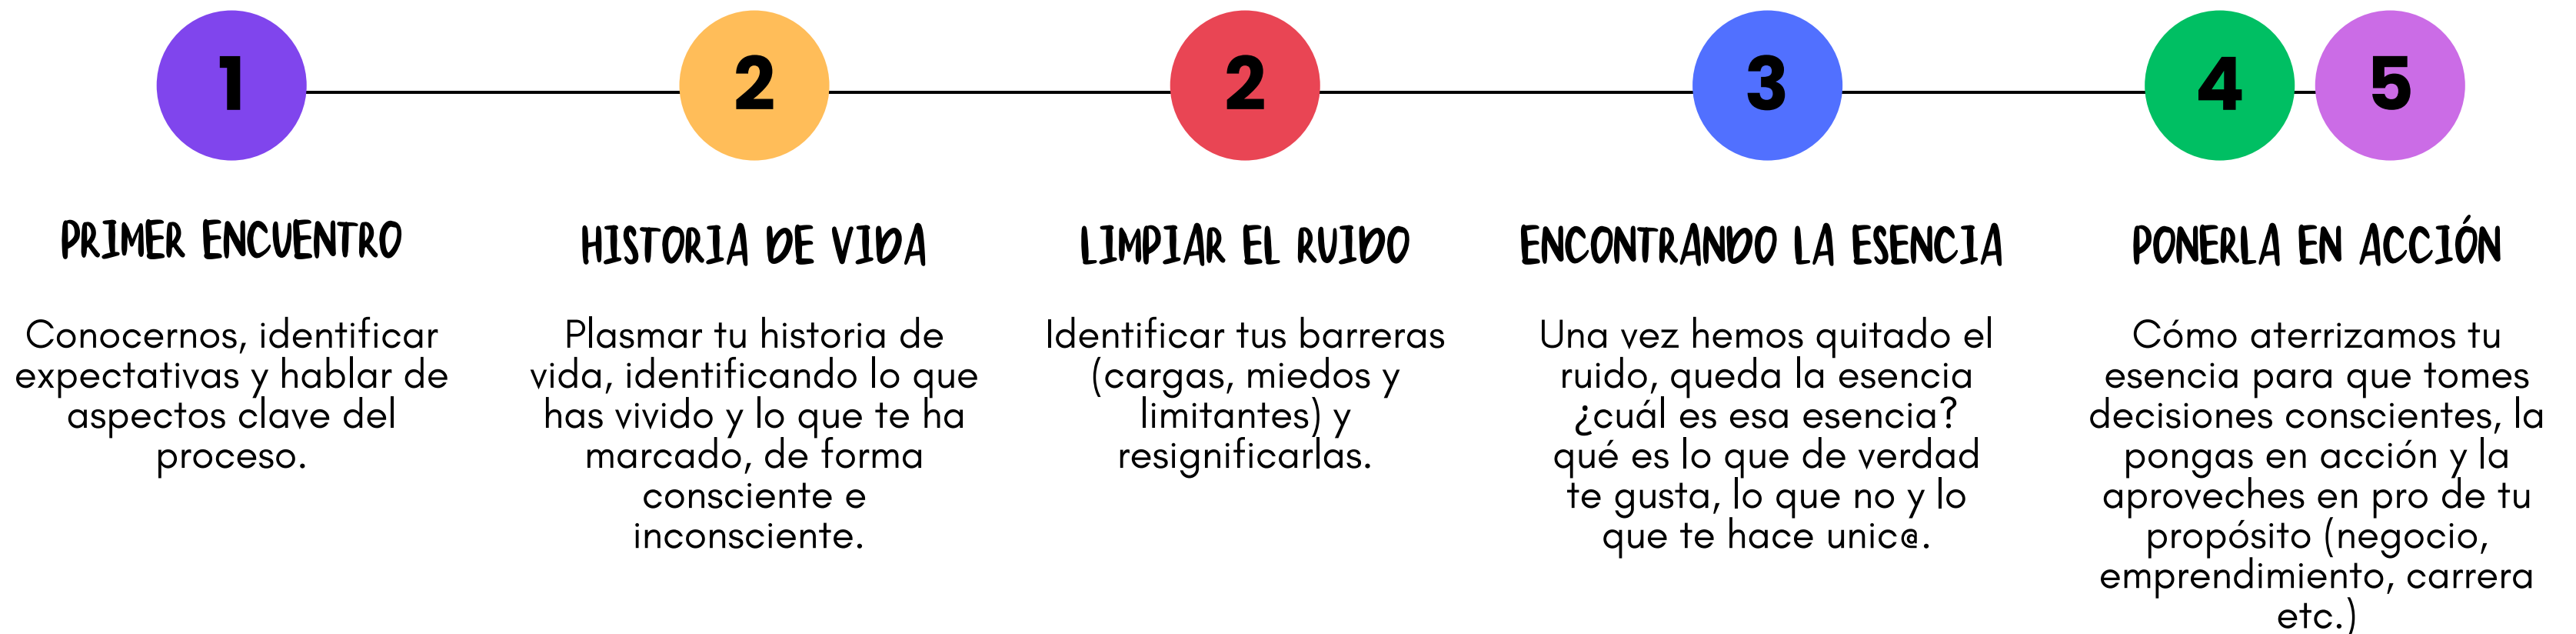 1
PRIMER ENCUENTRO
Conocernos, identificar
expectativas y hablar de
aspectos clave del
proceso.
2
HISTORIA DE VIDA
Plasmar tu historia de
vida, identificando lo que
has vivido y lo que te ha
marcado, de forma
consciente e
inconsciente.
2
LIMPIAR EL RUIDO
Identificar tus barreras
(cargas, miedos y
limitantes) y
resignificarlas.
3
ENCONTRANDO LA ESENCIA
Una vez hemos quitado el
ruido, queda la esencia
¿cuál es esa esencia?
qué es lo que de verdad
te gusta, lo que no y lo
que te hace unic@.
4 5
PONERLA EN ACCIÓN
Cómo aterrizamos tu
esencia para que tomes
decisiones conscientes, la
pongas en acción y la
aproveches en pro de tu
propósito (negocio,
emprendimiento, carrera
etc.)